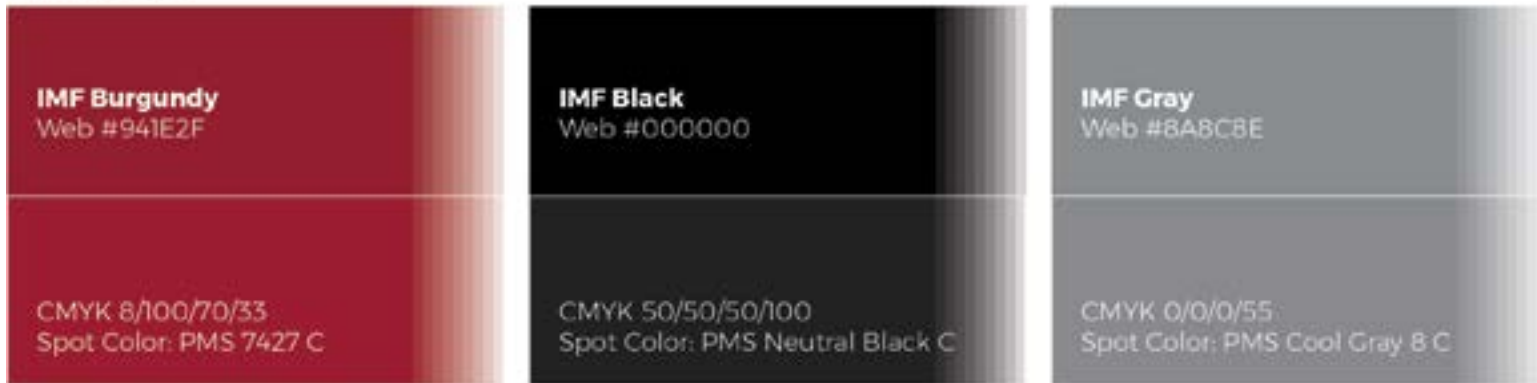 IMF Burgundy
Web #941E2F
CMYK 8/100/70/33
Spot Color: PMS 7427 C
IMF Black
Web #000000
CMYK 50/50/50/100
Spot Color: PMS Neutral Black C
IMF Gray
Web #8A8C8E
CMYK 0/0/0/55
Spot Color: PMS Cool Gray 8 C